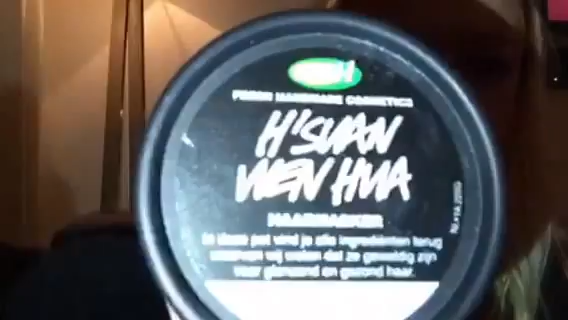 FRESH HANDMADE COSMETICS
H'SUAN
WEN HUA
HAARMASKER
In deze pot vind je alle ingrediënten terug
waarvan wij weten dat ze geweldig zijn
voor glanzend en gezond haar.